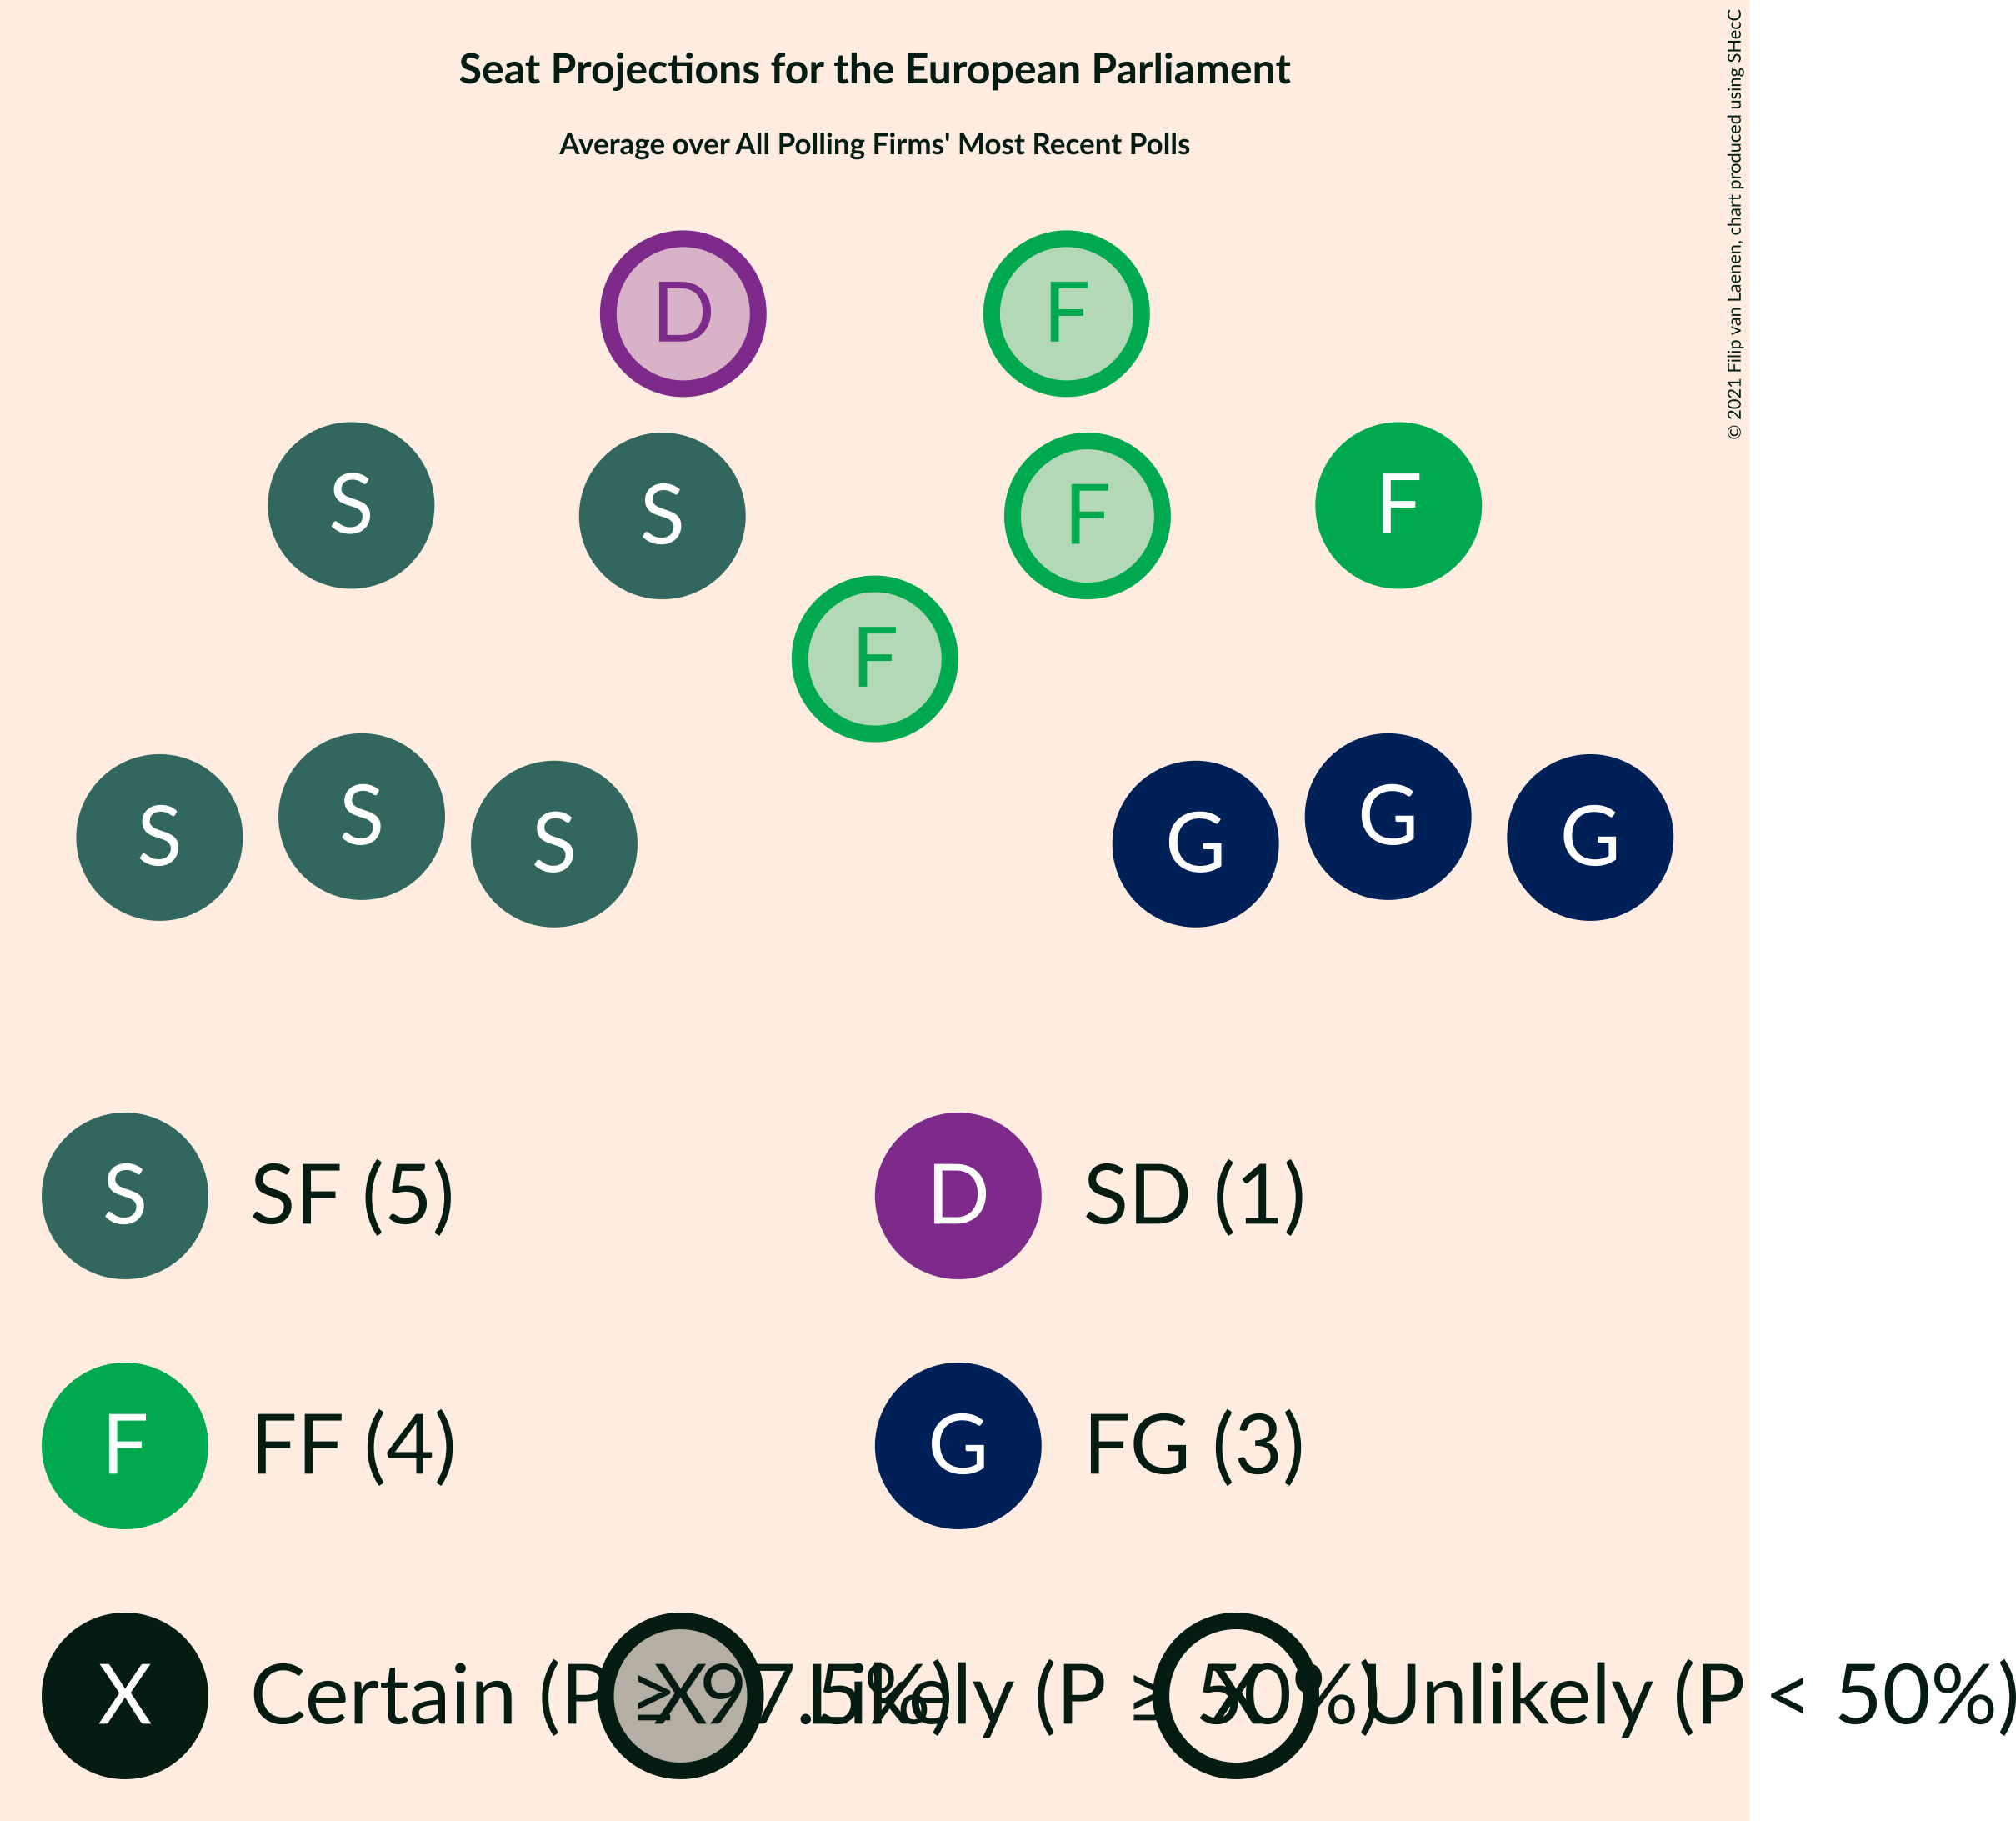 Seat Projections for the European Parliament
Average over All Polling Firms' Most Recent Polls
© 2021 Filip van Laenen, chart produced using SHecC
D F
S S F F
F
S S S G G G
S SF (5) D SD (1)
F FF (4) G FG (3)
X Certain (P ≥ 97.5%) X Likely (P ≥ 50%) X Unlikely (P < 50%)